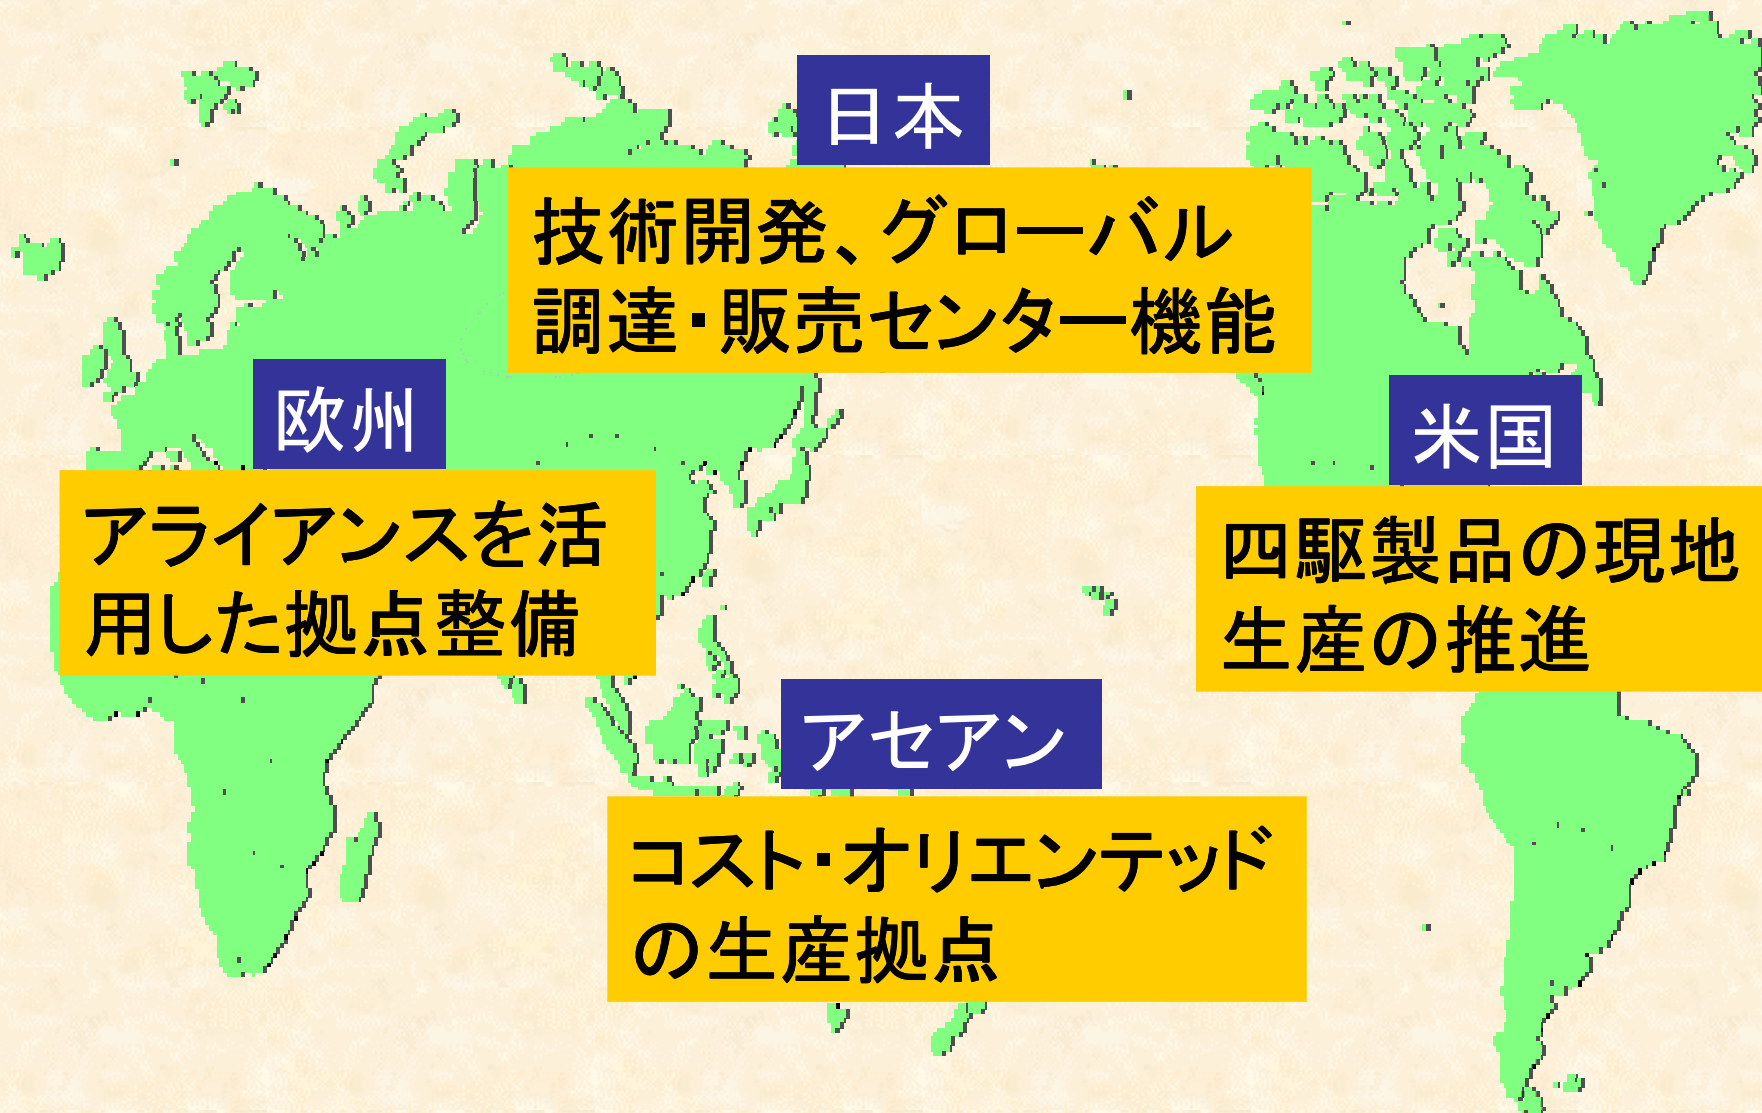 日本
技術開発、グローバル
調達・販売センター機能
欧州
アライアンスを活
用した拠点整備
米国
四駆製品の現地
生産の推進
アセアン
コスト・オリエンテッド
の生産拠点